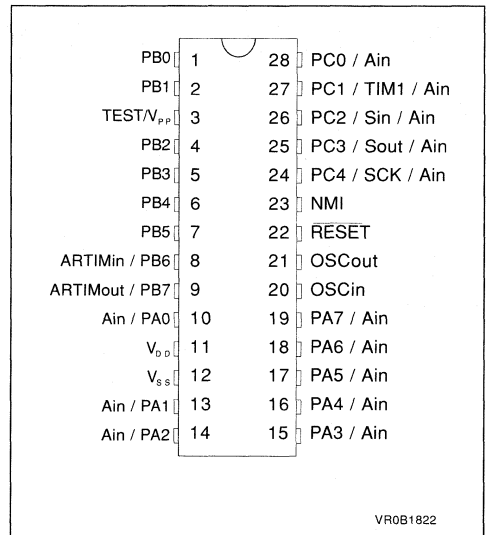 PB0 1 28 PC0 / Ain
PB1 2 27 PC1 / TIM1 / Ain
TEST/VPP 3 26 PC2 / Sin / Ain
PB2 4 25 PC3 / Sout / Ain
PB3 5 24 PC4 / SCK / Ain
PB4 6 23 NMI
PB5 7 22 RESET
ARTIMin / PB6 8 21 OSCout
ARTIMout / PB7 9 20 OSCin
Ain / PA0 10 19 PA7 / Ain
VDD 11 18 PA6 / Ain
VSS 12 17 PA5 / Ain
Ain / PA1 13 16 PA4 / Ain
Ain / PA2 14 15 PA3 / Ain
VR0B1822